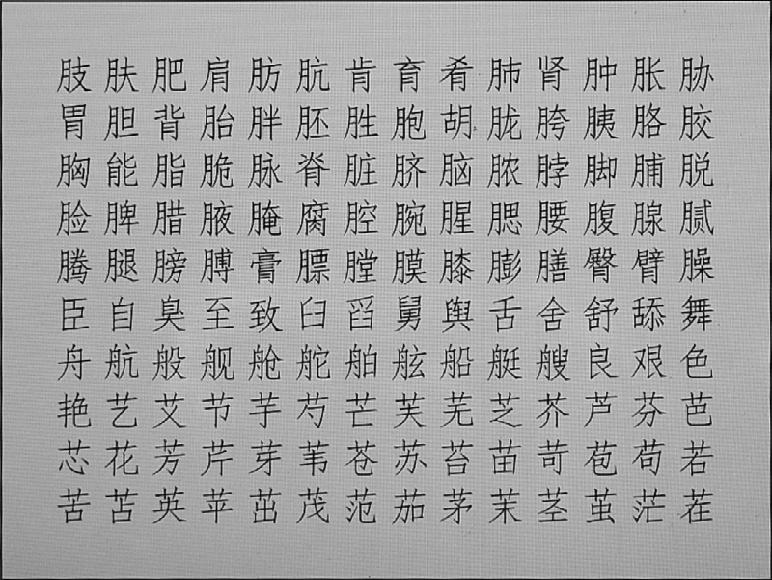 肢肤肥肩肪肮肯育肴肺肾肿胀胁
胃胆背胎胖胚胜胞胡胧胯胰胳胶
胸能脂脆脉脊脏脐脑脓脖脚脯脱
脸脾腊腋腌腐腔腕腥腮腰腹腺腻
腾腿膀膊膏膘膛膜膝膨膳臀臂臊
臣自臭至致臼舀舅舆舌舍舒舔舞
舟航般舰舱舵舶舷船艇艘良艰色
艳艺艾节芋芍芒芙芜芝芥芦芬芭
芯花芳芹芽苇苍苏苔苗苛苞苟若
苦苫英苹茁茂范茄茅茉茎茧茫茬